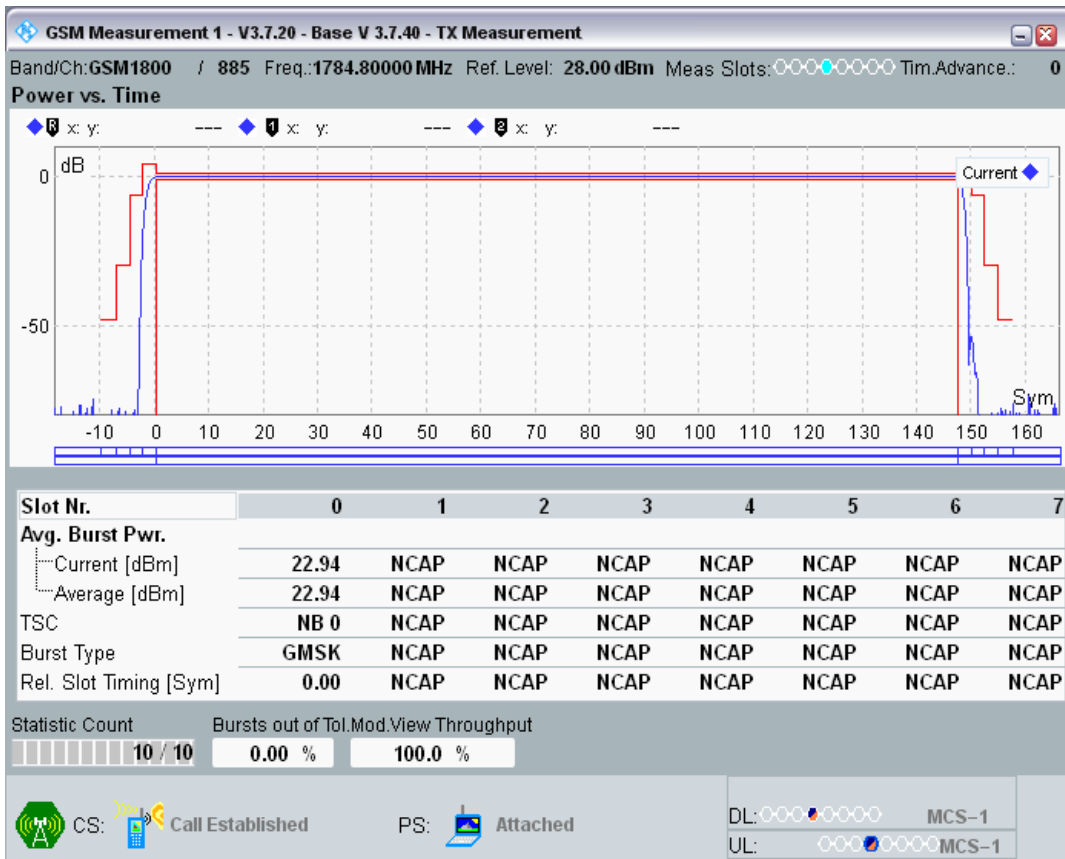 GSM Measurement 1 - V3.7.20 - Base V 3.7.40 - TX Measurement
Band/Ch:GSM1800 / 885 Freq.:1784.80000 MHz Ref. Level: 28.00 dBm Meas Slots: Tim.Advance.: 0
Power vs. Time
R x: y: --- 1 x: y: --- 2 x: y: ---
dB
Current
0
-50
Sym
-10 0 10 20 30 40 50 60 70 80 90 100 110 120 130 140 150 160
Slot Nr. 0 1 2 3 4 5 6 7
Avg. Burst Pwr.
Current [dBm] 22.94 NCAP NCAP NCAP NCAP NCAP NCAP NCAP
Average [dBm] 22.94 NCAP NCAP NCAP NCAP NCAP NCAP NCAP
TSC NB 0 NCAP NCAP NCAP NCAP NCAP NCAP NCAP
Burst Type GMSK NCAP NCAP NCAP NCAP NCAP NCAP NCAP
Rel. Slot Timing [Sym] 0.00 NCAP NCAP NCAP NCAP NCAP NCAP NCAP
Statistic Count Bursts out of Tol.Mod.View Throughput
10 / 10 0.00 % 100.0 %
CS: Call Established PS: Attached
DL: MCS-1
UL: MCS-1